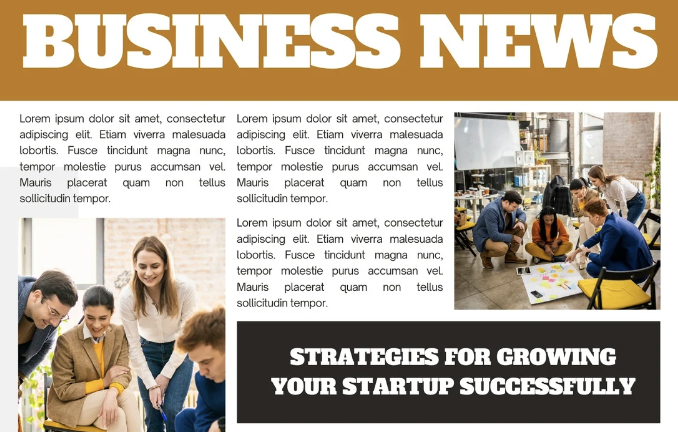 BUSINESS NEWS
Lorem ipsum dolor sit amet, consectetur
adipiscing elit. Etiam viverra malesuada
lobortis. Fusce tincidunt magna nunc,
tempor molestie purus accumsan vel.
Mauris placerat quam non tellus
sollicitudin tempor.
Lorem ipsum dolor sit amet, consectetur
adipiscing elit. Etiam viverra malesuada
lobortis. Fusce tincidunt magna nunc,
tempor molestie purus accumsan vel.
Mauris placerat quam non tellus
sollicitudin tempor.
Lorem ipsum dolor sit amet, consectetur
adipiscing elit. Etiam viverra malesuada
lobortis. Fusce tincidunt magna nunc,
tempor molestie purus accumsan vel.
Mauris placerat quam non tellus
sollicitudin tempor.
STRATEGIES FOR GROWING
YOUR STARTUP SUCCESSFULLY